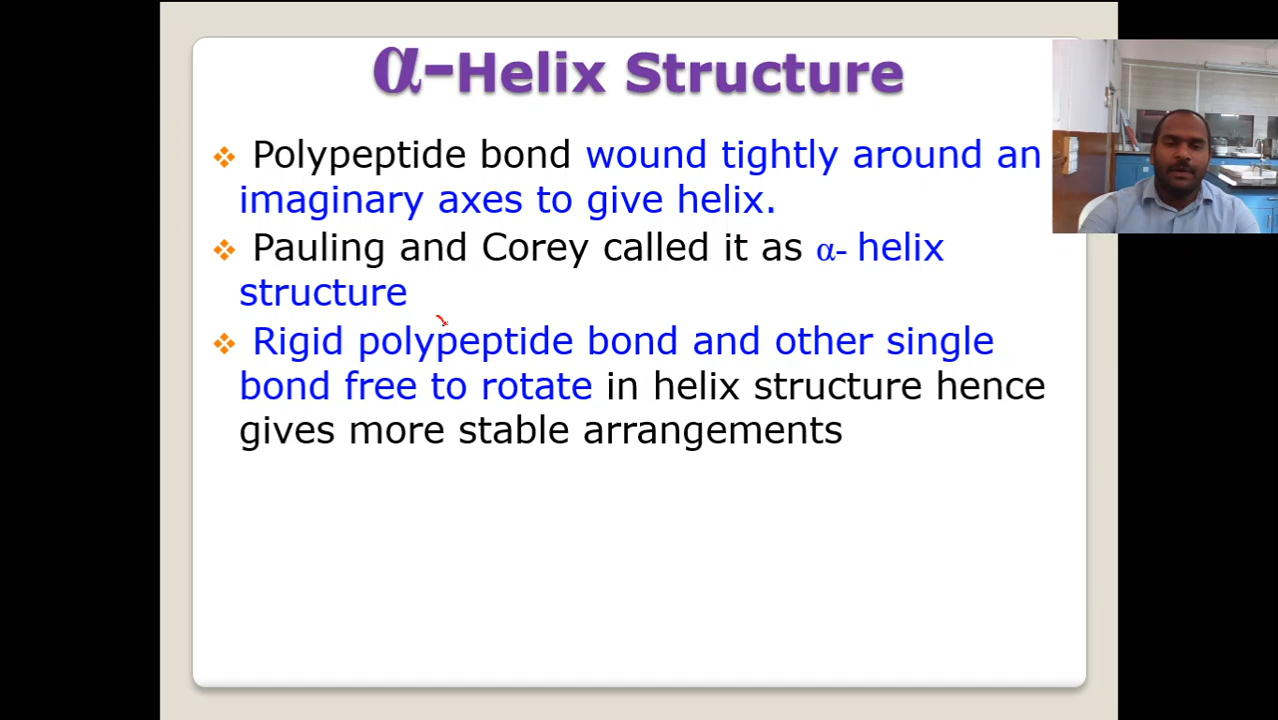 α-Helix Structure
Polypeptide bond wound tightly around an
imaginary axes to give helix.
Pauling and Corey called it as α- helix
structure
Rigid polypeptide bond and other single
bond free to rotate in helix structure hence
gives more stable arrangements